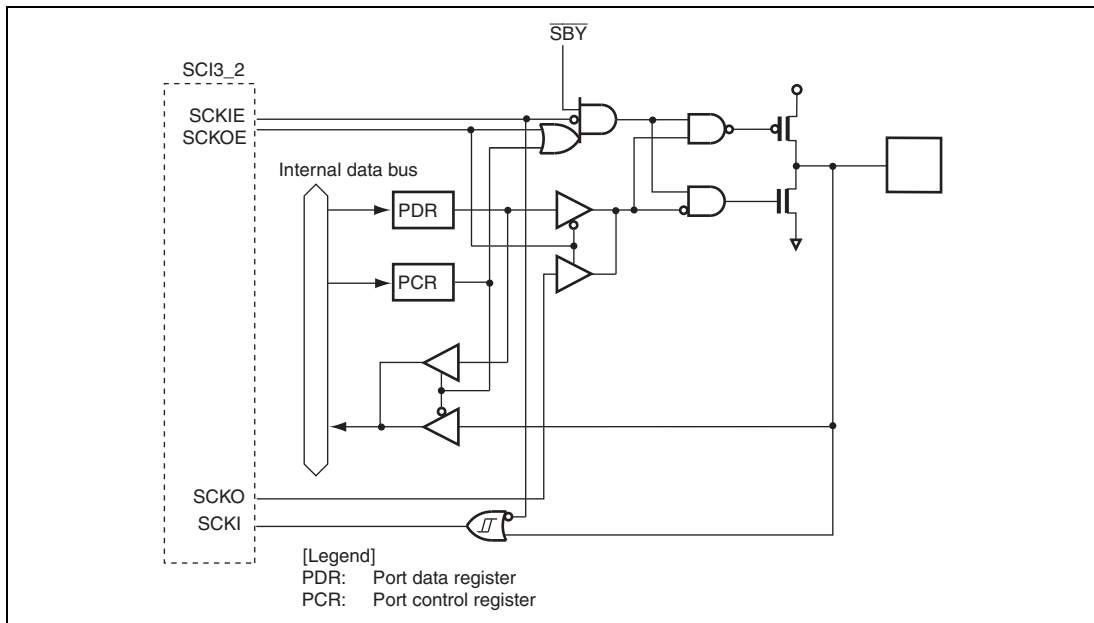 SBY
SCI3_2
SCKIE
SCKOE
Internal data bus
PDR
PCR
SCKO
SCKI
[Legend]
PDR: Port data register
PCR: Port control register